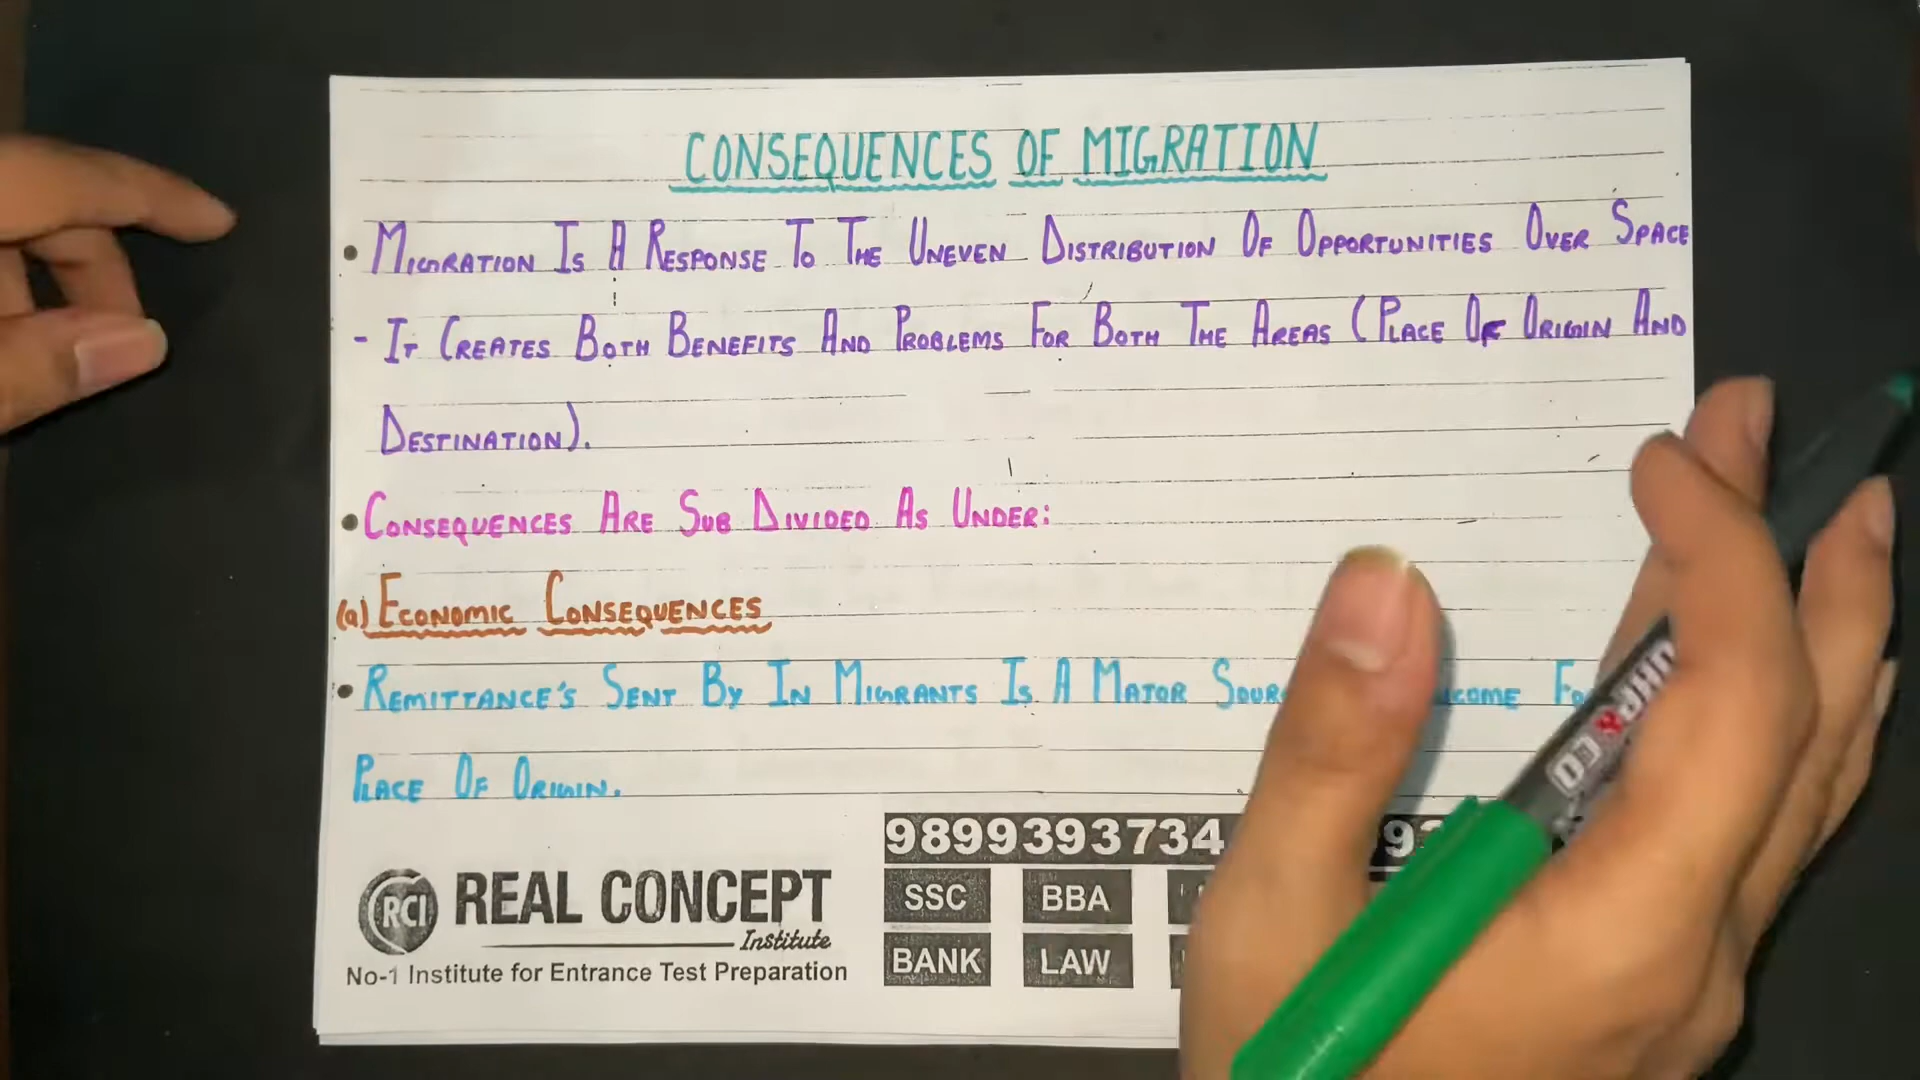 CONSEQUENCES OF MIGRATION
• MIGRATION IS A RESPONSE TO THE UNEVEN DISTRIBUTION OF OPPORTUNITIES OVER SPACE
- IT CREATES BOTH BENEFITS AND PROBLEMS FOR BOTH THE AREAS (PLACE OF ORIGIN AND
DESTINATION).
• CONSEQUENCES ARE SUB DIVIDED AS UNDER:
(a) ECONOMIC CONSEQUENCES
• REMITTANCE'S SENT BY IN MIGRANTS IS A MAJOR
PLACE OF ORIGIN.
9899393734
RCI REAL CONCEPT
Institute
No-1 Institute for Entrance Test Preparation
SSC BBA
BANK LAW